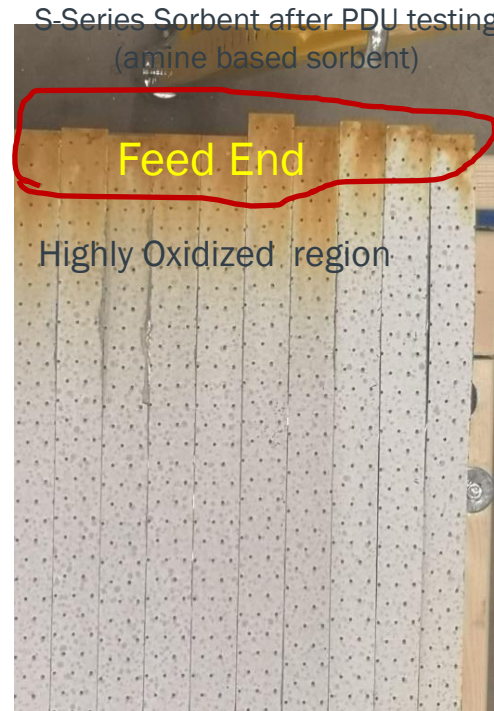 S-Series Sorbent after PDU testing
(amine based sorbent)
Feed End
Highly Oxidized region